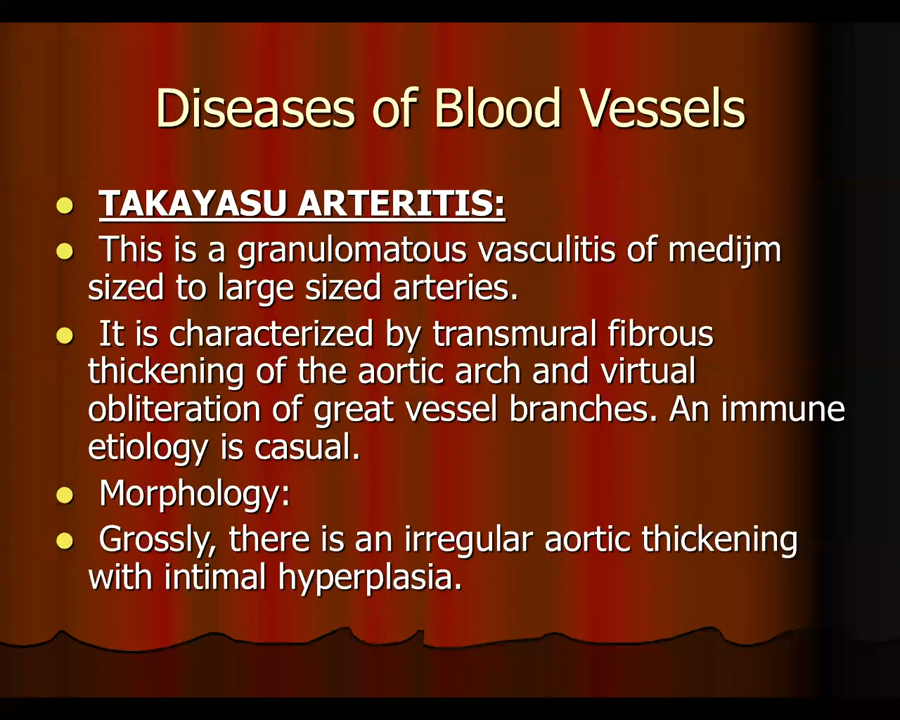 Diseases of Blood Vessels
TAKAYASU ARTERITIS:
This is a granulomatous vasculitis of medijm
sized to large sized arteries.
It is characterized by transmural fibrous
thickening of the aortic arch and virtual
obliteration of great vessel branches. An immune
etiology is casual.
Morphology:
Grossly, there is an irregular aortic thickening
with intimal hyperplasia.